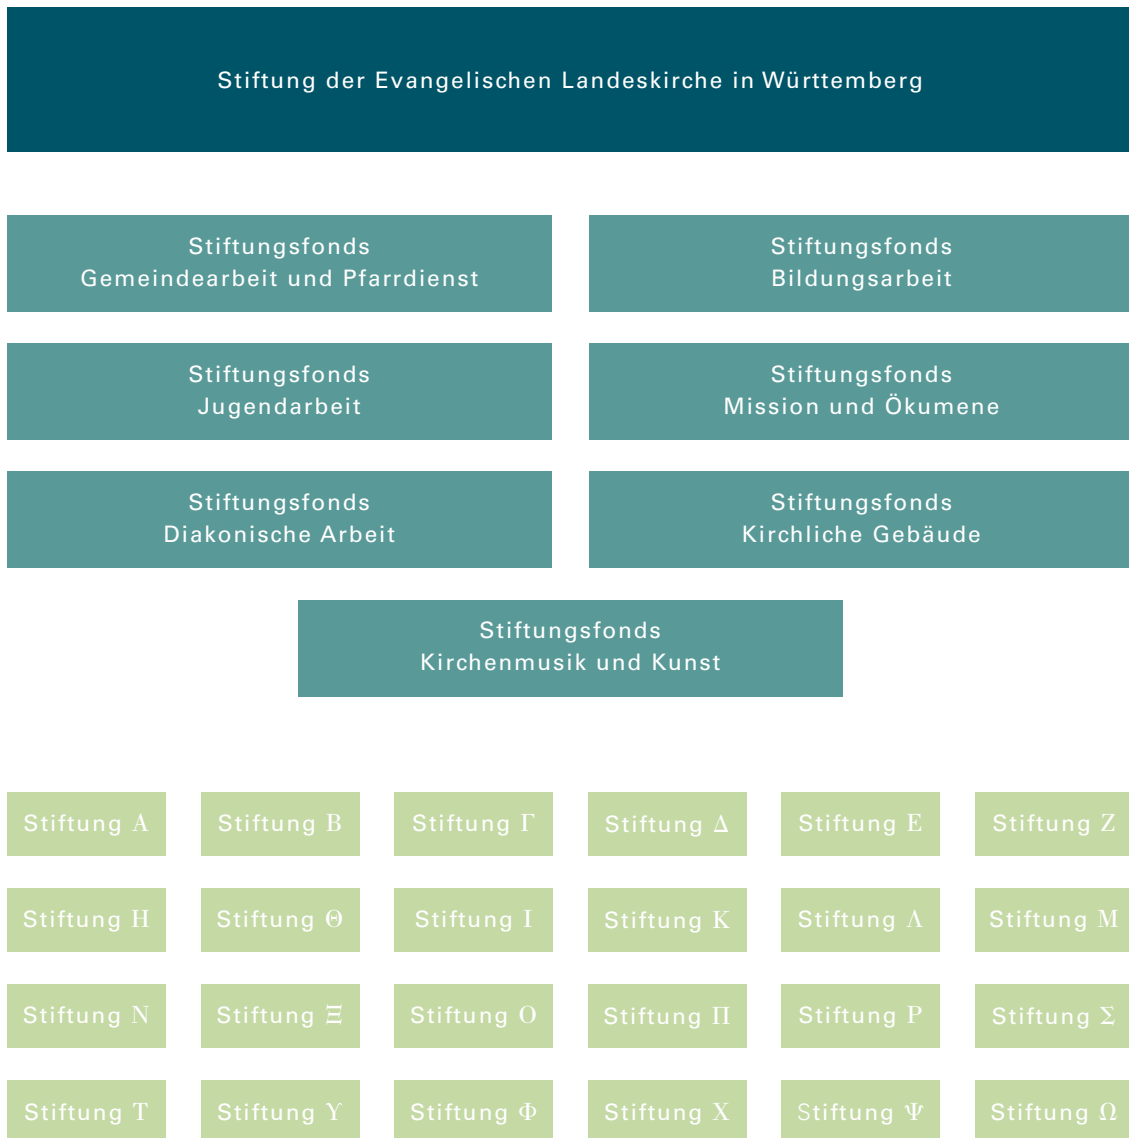 Stiftung der Evangelischen Landeskirche in Württemberg
Stiftungsfonds
Gemeindearbeit und Pfarrdienst
Stiftungsfonds
Bildungsarbeit
Stiftungsfonds
Jugendarbeit
Stiftungsfonds
Mission und Ökumene
Stiftungsfonds
Diakonische Arbeit
Stiftungsfonds
Kirchliche Gebäude
Stiftungsfonds
Kirchenmusik und Kunst
Stiftung Α
Stiftung Β
Stiftung Γ
Stiftung Δ
Stiftung Ε
Stiftung Ζ
Stiftung Η
Stiftung Θ
Stiftung Ι
Stiftung Κ
Stiftung Λ
Stiftung Μ
Stiftung Ν
Stiftung Ξ
Stiftung Ο
Stiftung Π
Stiftung Ρ
Stiftung Σ
Stiftung Τ
Stiftung Υ
Stiftung Φ
Stiftung Χ
Stiftung Ψ
Stiftung Ω